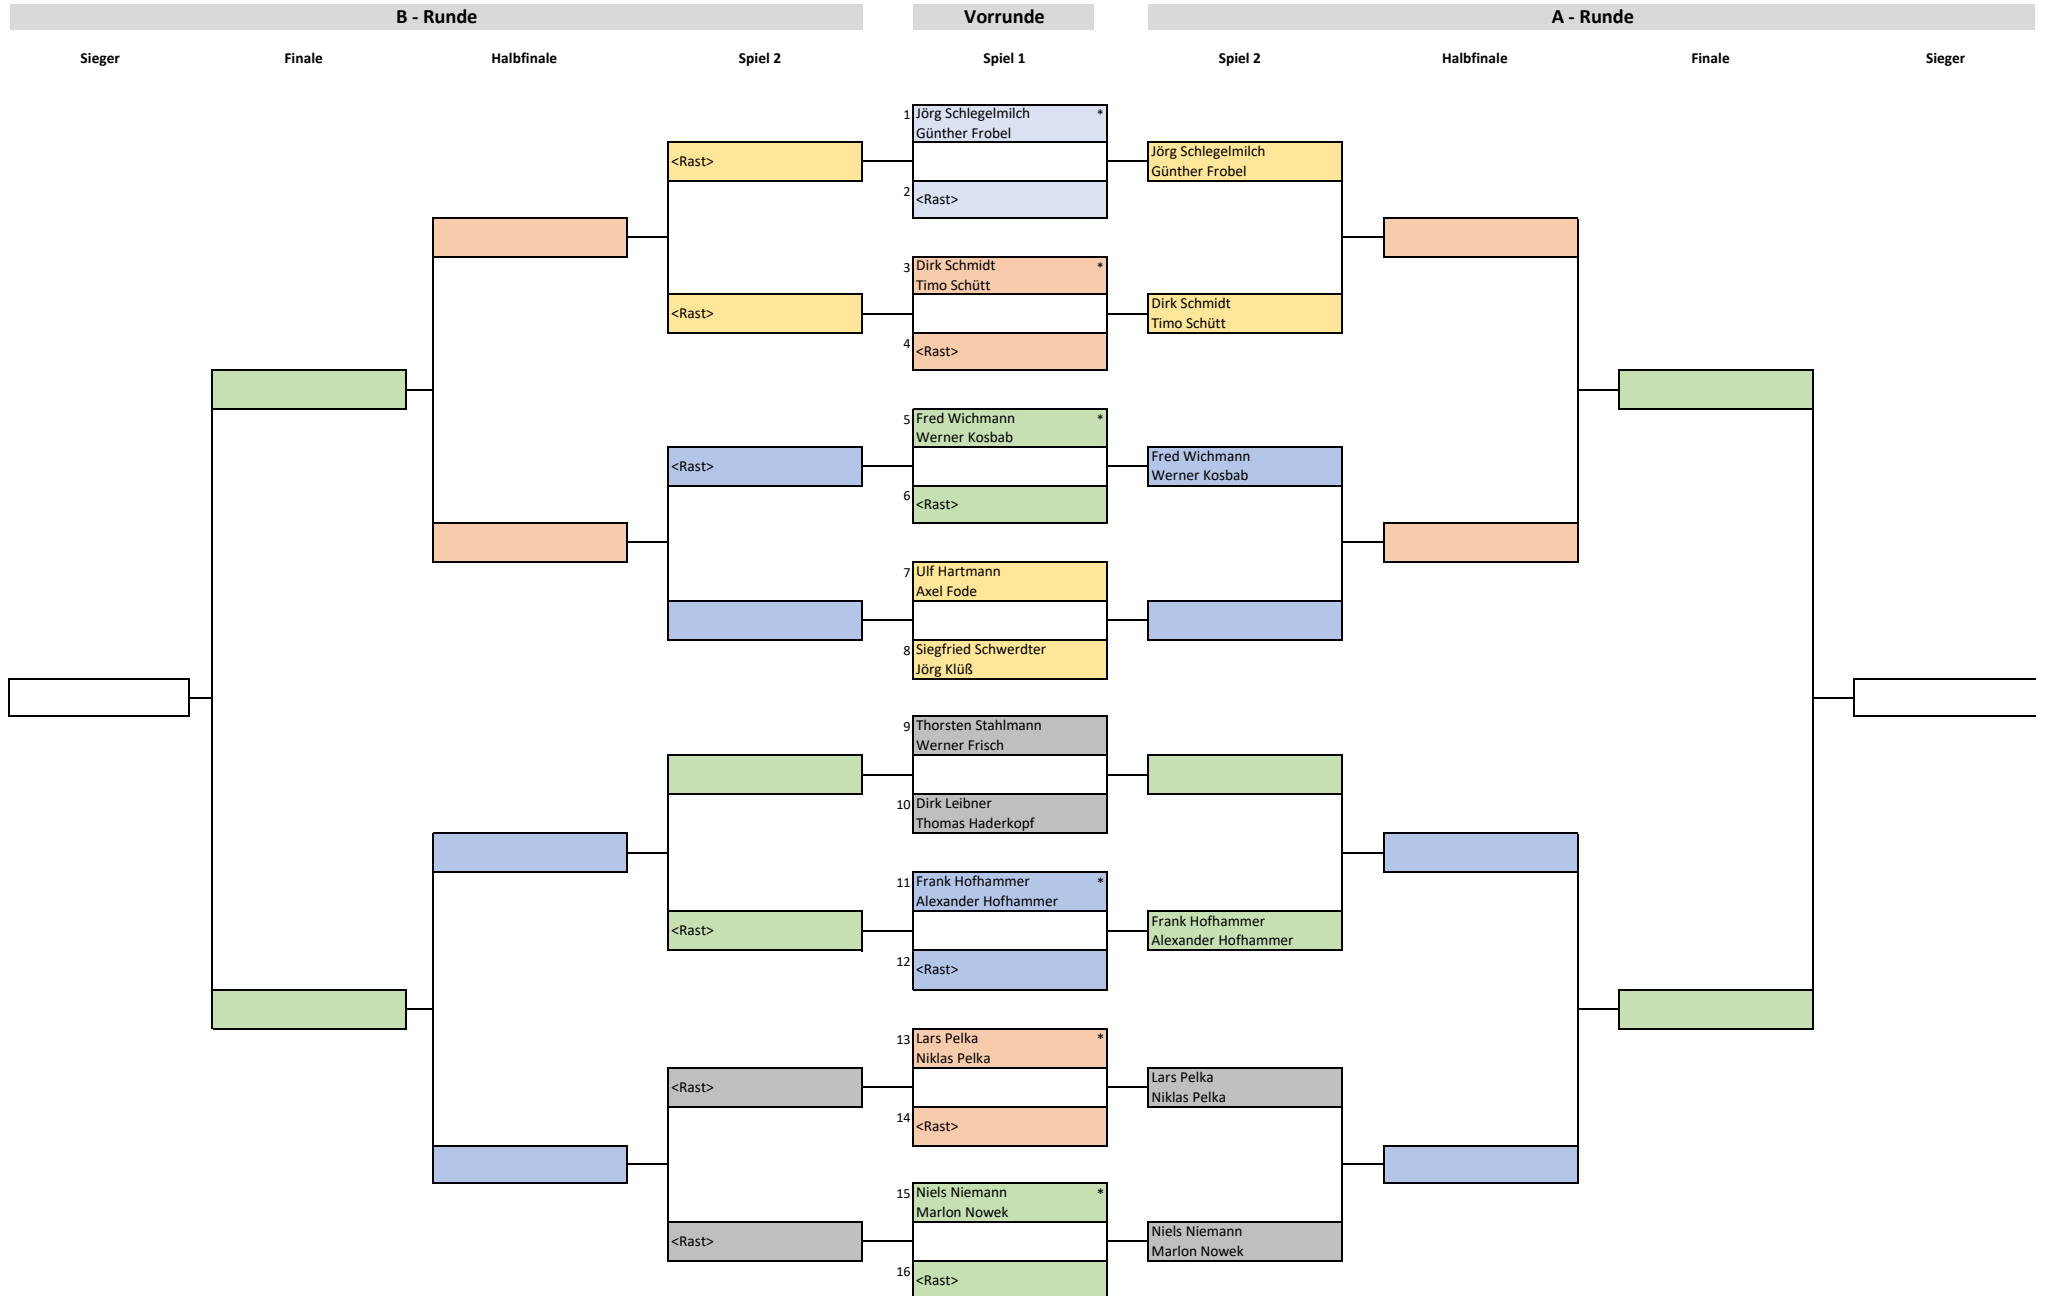 B - Runde
Vorrunde
A - Runde
Sieger
Finale
Halbfinale
Spiel 2
Spiel 1
Spiel 2
Halbfinale
Finale
Sieger
1 Jörg Schlegelmilch *
Günther Frobel
<Rast>
Jörg Schlegelmilch
Günther Frobel
2 <Rast>
3 Dirk Schmidt *
Timo Schütt
<Rast>
Dirk Schmidt
Timo Schütt
4 <Rast>
5 Fred Wichmann *
Werner Kosbab
<Rast>
Fred Wichmann
Werner Kosbab
6 <Rast>
7 Ulf Hartmann
Axel Fode
8 Siegfried Schwerdter
Jörg Klüß
9 Thorsten Stahlmann
Werner Frisch
10 Dirk Leibner
Thomas Haderkopf
11 Frank Hofhammer *
Alexander Hofhammer
<Rast>
Frank Hofhammer
Alexander Hofhammer
12 <Rast>
13 Lars Pelka *
Niklas Pelka
<Rast>
Lars Pelka
Niklas Pelka
14 <Rast>
15 Niels Niemann *
Marlon Nowek
<Rast>
Niels Niemann
Marlon Nowek
16 <Rast>